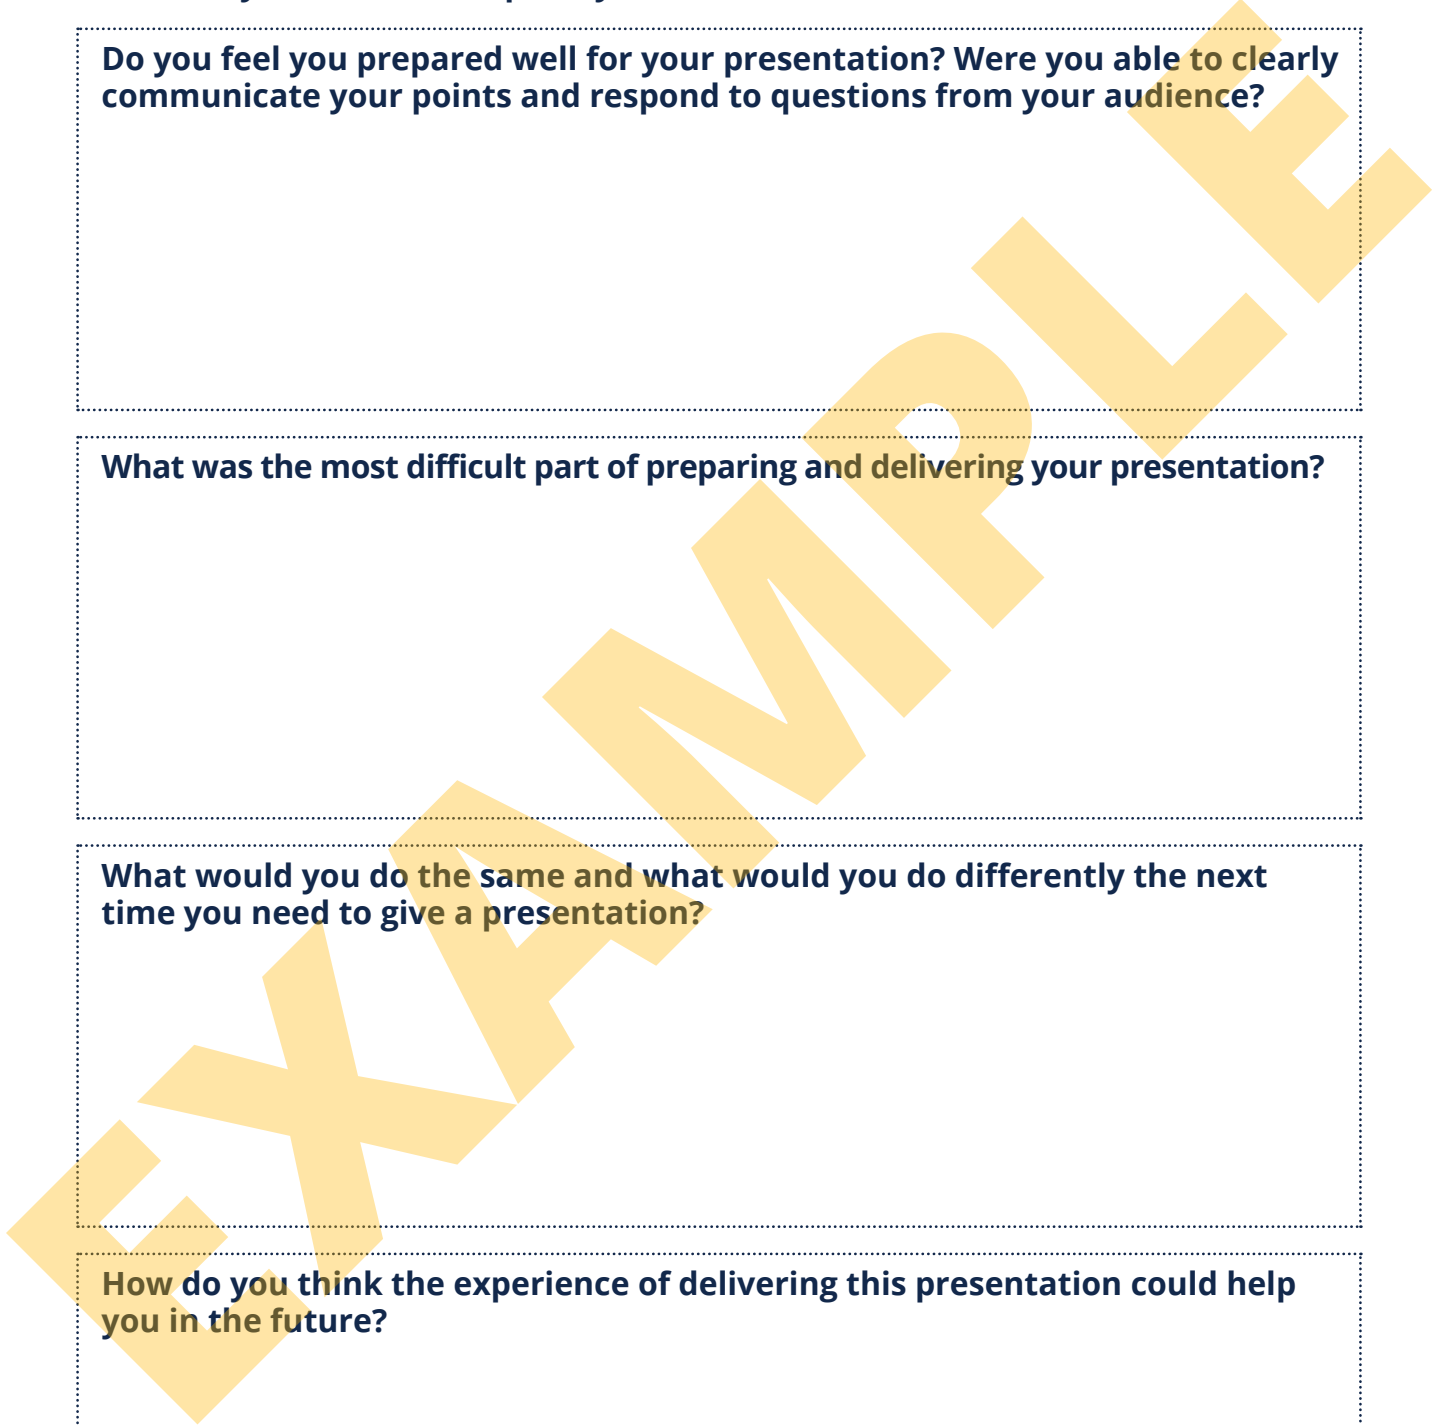 Do you feel you prepared well for your presentation? Were you able to clearly
communicate your points and respond to questions from your audience?
What was the most difficult part of preparing and delivering your presentation?
What would you do the same and what would you do differently the next
time you need to give a presentation?
How do you think the experience of delivering this presentation could help
you in the future?
EXAMPLE